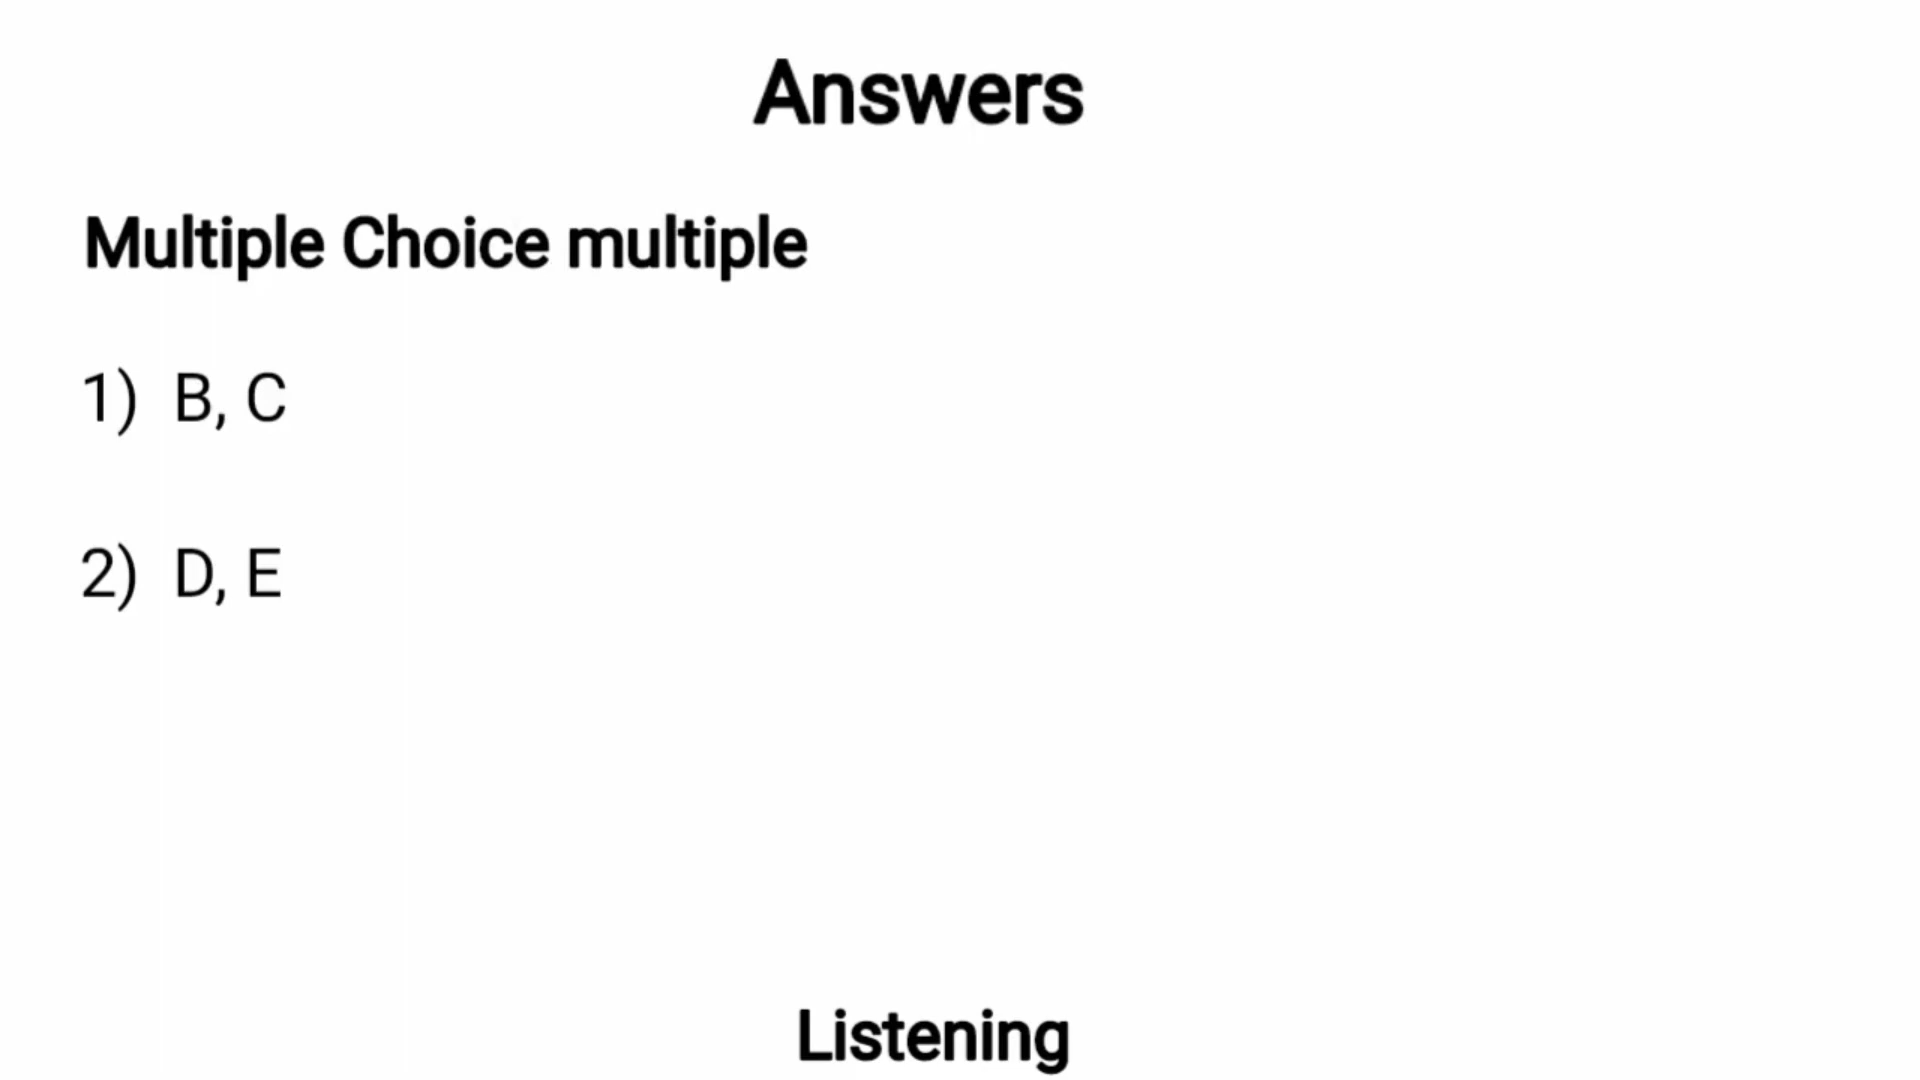 Answers
Multiple Choice multiple
1) B, C
2) D, E
Listening